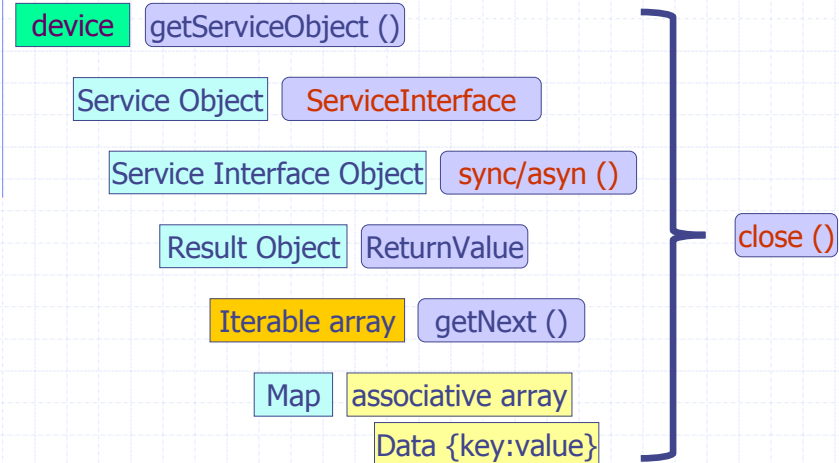 device getServiceObject ()
Service Object ServiceInterface
Service Interface Object sync/asyn ()
Result Object ReturnValue
close ()
Iterable array getNext ()
Map associative array
Data {key:value}